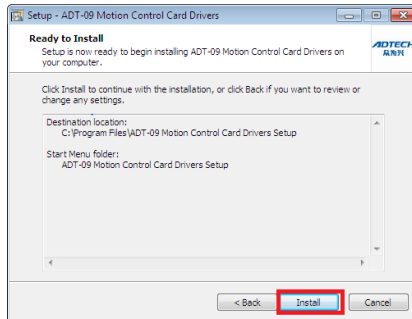 Setup - ADT-09 Motion Control Card Drivers
Ready to Install
Setup is now ready to begin installing ADT-09 Motion Control Card Drivers on
your computer.
ADTECH
Click Install to continue with the installation, or click Back if you want to review or
change any settings.
Destination location:
C:\Program Files\ADT-09 Motion Control Card Drivers Setup
Start Menu folder:
ADT-09 Motion Control Card Drivers Setup
< Back
Install
Cancel